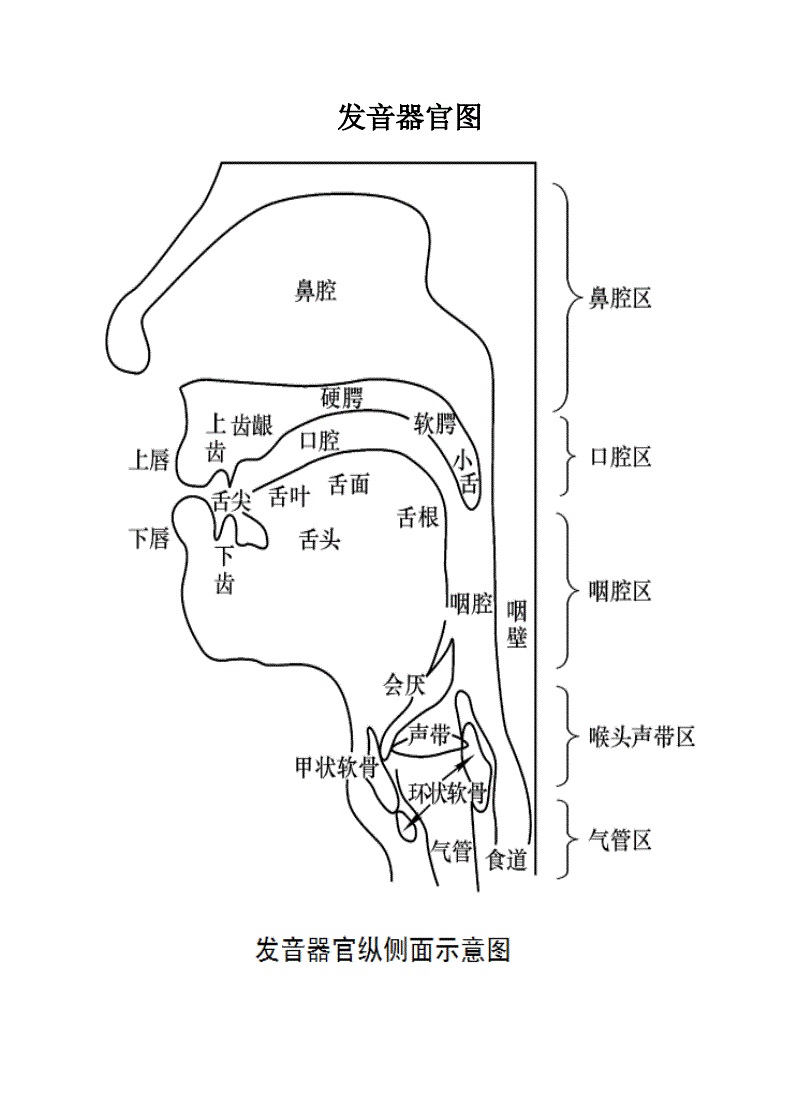 发音器官图
鼻腔
鼻腔区
硬腭
上齿
齿龈
软腭
口腔
上唇
小舌
口腔区
舌尖
舌叶
舌面
舌根
下唇
舌头
下齿
咽腔
咽壁
咽腔区
会厌
声带
喉头声带区
甲状软骨
环状软骨
气管
食道
气管区
发音器官纵侧面示意图